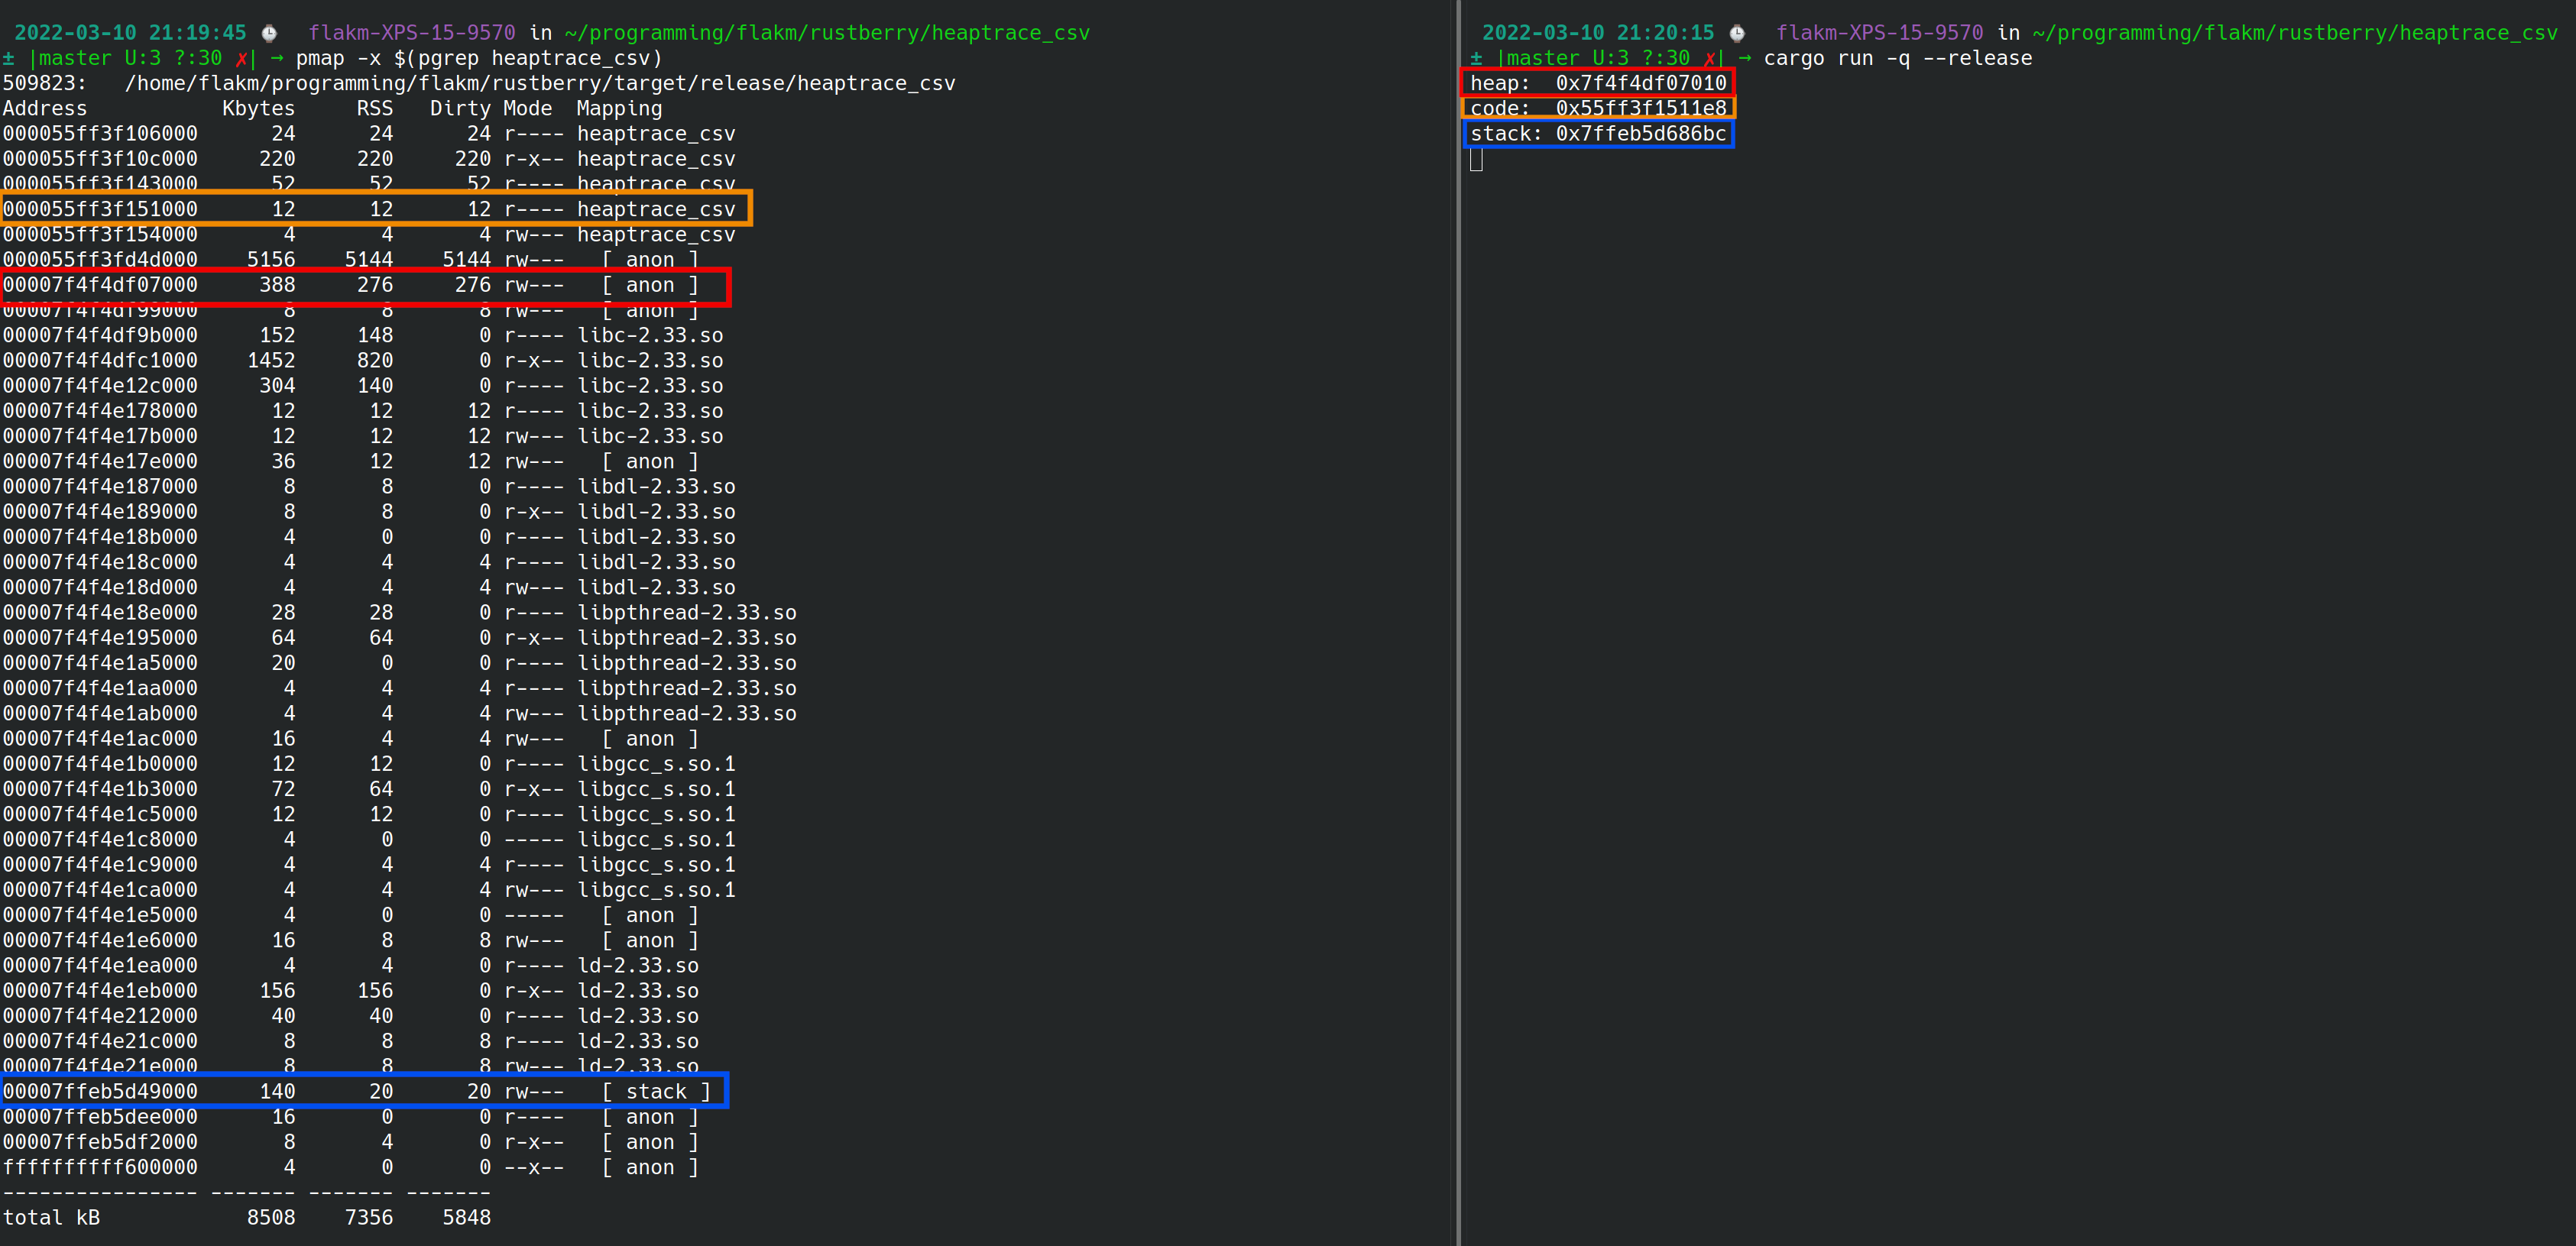 2022-03-10 21:19:45 ⌚ flakm-XPS-15-9570 in ~/programming/flakm/rustberry/heaptrace_csv
± |master U:3 ?:30 ✗| → pmap -x $(pgrep heaptrace_csv)
509823:   /home/flakm/programming/flakm/rustberry/target/release/heaptrace_csv
Address           Kbytes     RSS   Dirty Mode  Mapping
000055ff3f106000      24      24      24 r---- heaptrace_csv
000055ff3f10c000     220     220     220 r-x-- heaptrace_csv
000055ff3f143000      52      52      52 r---- heaptrace_csv
000055ff3f151000      12      12      12 r---- heaptrace_csv
000055ff3f154000       4       4       4 rw--- heaptrace_csv
000055ff3fd4d000    5156    5144    5144 rw---   [ anon ]
00007f4f4df07000     388     276     276 rw---   [ anon ]
00007f4f4df99000       8       8       8 rw---   [ anon ]
00007f4f4df9b000     152     148       0 r---- libc-2.33.so
00007f4f4dfc1000    1452     820       0 r-x-- libc-2.33.so
00007f4f4e12c000     304     140       0 r---- libc-2.33.so
00007f4f4e178000      12      12      12 r---- libc-2.33.so
00007f4f4e17b000      12      12      12 rw--- libc-2.33.so
00007f4f4e17e000      36      12      12 rw---   [ anon ]
00007f4f4e187000       8       8       0 r---- libdl-2.33.so
00007f4f4e189000       8       8       0 r-x-- libdl-2.33.so
00007f4f4e18b000       4       0       0 r---- libdl-2.33.so
00007f4f4e18c000       4       4       4 r---- libdl-2.33.so
00007f4f4e18d000       4       4       4 rw--- libdl-2.33.so
00007f4f4e18e000      28      28       0 r---- libpthread-2.33.so
00007f4f4e195000      64      64       0 r-x-- libpthread-2.33.so
00007f4f4e1a5000      20       0       0 r---- libpthread-2.33.so
00007f4f4e1aa000       4       4       4 r---- libpthread-2.33.so
00007f4f4e1ab000       4       4       4 rw--- libpthread-2.33.so
00007f4f4e1ac000      16       4       4 rw---   [ anon ]
00007f4f4e1b0000      12      12       0 r---- libgcc_s.so.1
00007f4f4e1b3000      72      64       0 r-x-- libgcc_s.so.1
00007f4f4e1c5000      12      12       0 r---- libgcc_s.so.1
00007f4f4e1c8000       4       0       0 ----- libgcc_s.so.1
00007f4f4e1c9000       4       4       4 r---- libgcc_s.so.1
00007f4f4e1ca000       4       4       4 rw--- libgcc_s.so.1
00007f4f4e1e5000       4       0       0 -----   [ anon ]
00007f4f4e1e6000      16       8       8 rw---   [ anon ]
00007f4f4e1ea000       4       4       0 r---- ld-2.33.so
00007f4f4e1eb000     156     156       0 r-x-- ld-2.33.so
00007f4f4e212000      40      40       0 r---- ld-2.33.so
00007f4f4e21c000       8       8       8 r---- ld-2.33.so
00007f4f4e21e000       8       8       8 rw--- ld-2.33.so
00007ffeb5d49000     140      20      20 rw---   [ stack ]
00007ffeb5dee000      16       0       0 r----   [ anon ]
00007ffeb5df2000       8       4       0 r-x--   [ anon ]
ffffffffff600000       4       0       0 --x--   [ anon ]
---------------- ------- ------- -------
total kB            8508    7356    5848
2022-03-10 21:20:15 ⌚ flakm-XPS-15-9570 in ~/programming/flakm/rustberry/heaptrace_csv
± |master U:3 ?:30 ✗| → cargo run -q --release
heap:  0x7f4f4df07010
code:  0x55ff3f1511e8
stack: 0x7ffeb5d686bc